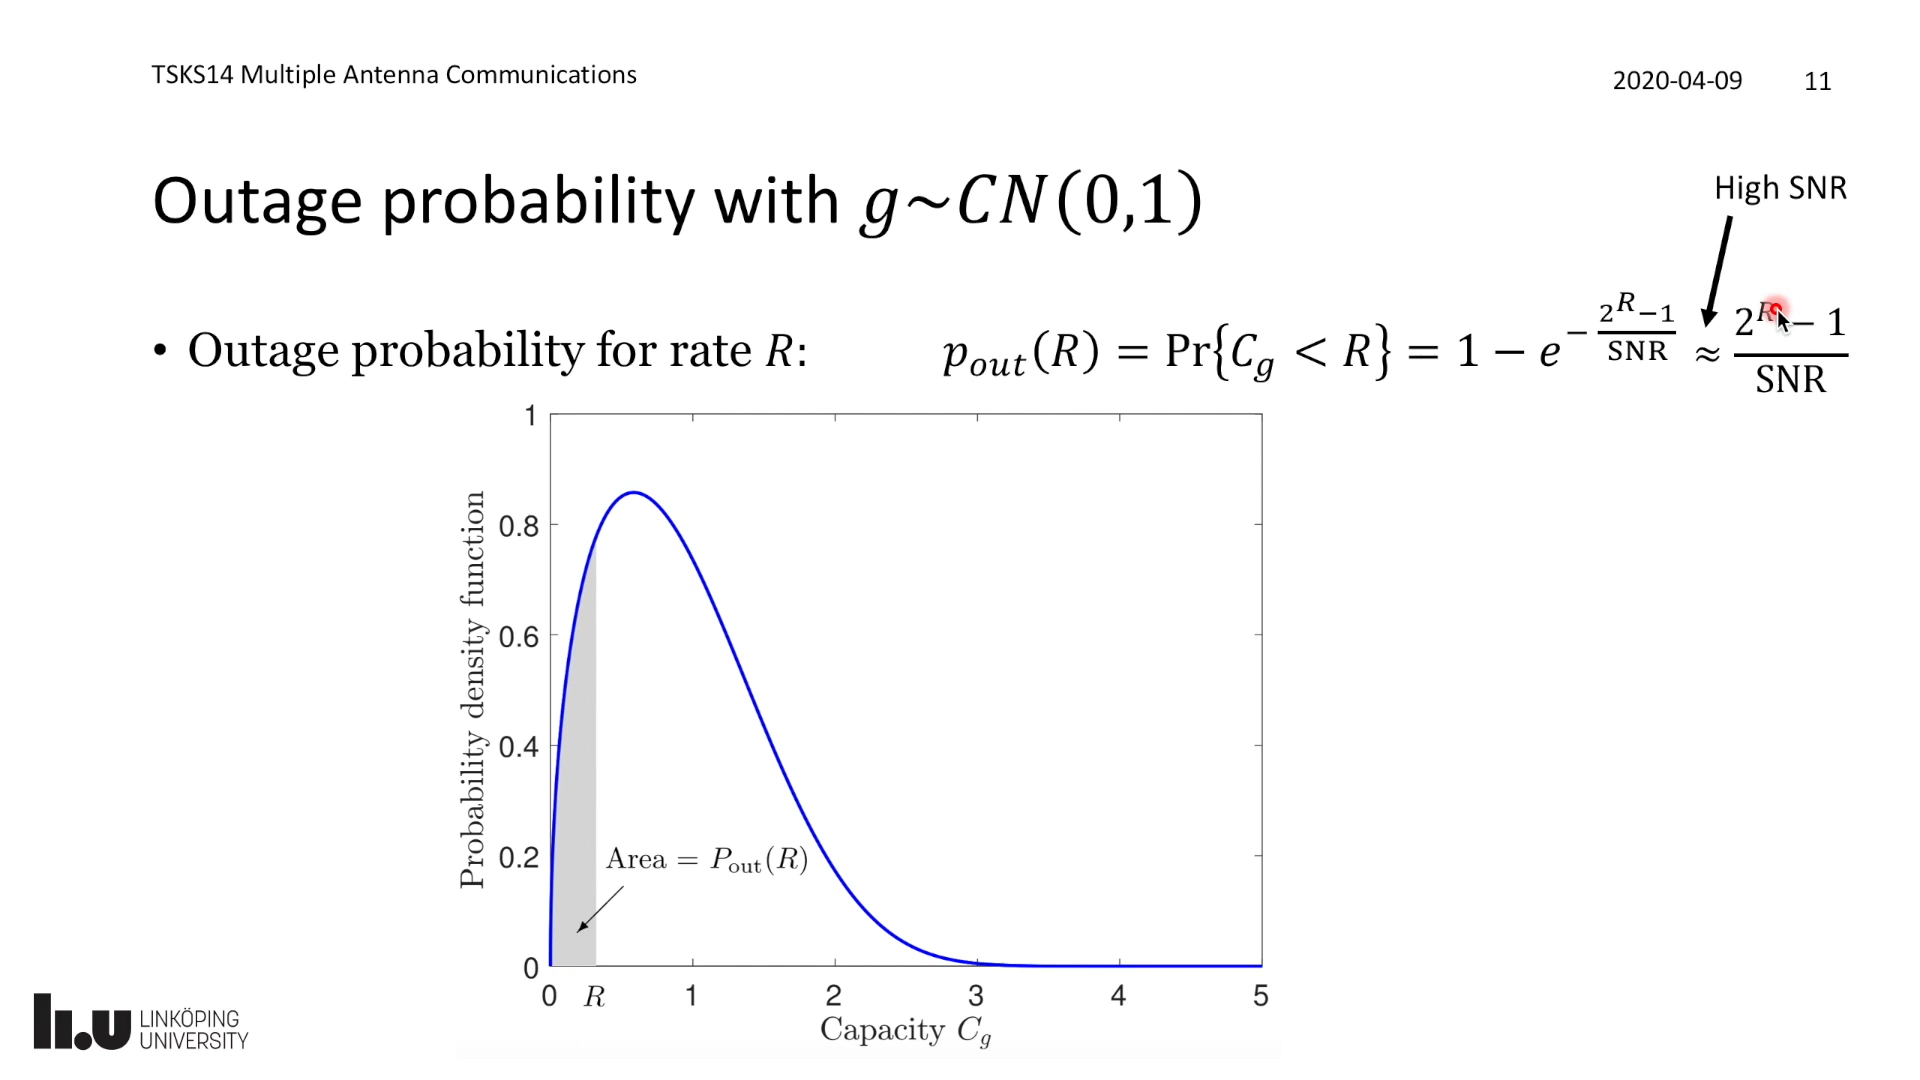 TSKS14 Multiple Antenna Communications
2020-04-09 11
Outage probability with g~CN(0,1)
High SNR
• Outage probability for rate R: p_out(R) = Pr{C_g < R} = 1 − e^{−(2^R−1)/SNR} ≈ (2^R − 1)/SNR
1
0.8
0.6
0.4
0.2
0
Probability density function
Area = P_out(R)
0 R 1 2 3 4 5
Capacity C_g
li.u LINKÖPING
UNIVERSITY